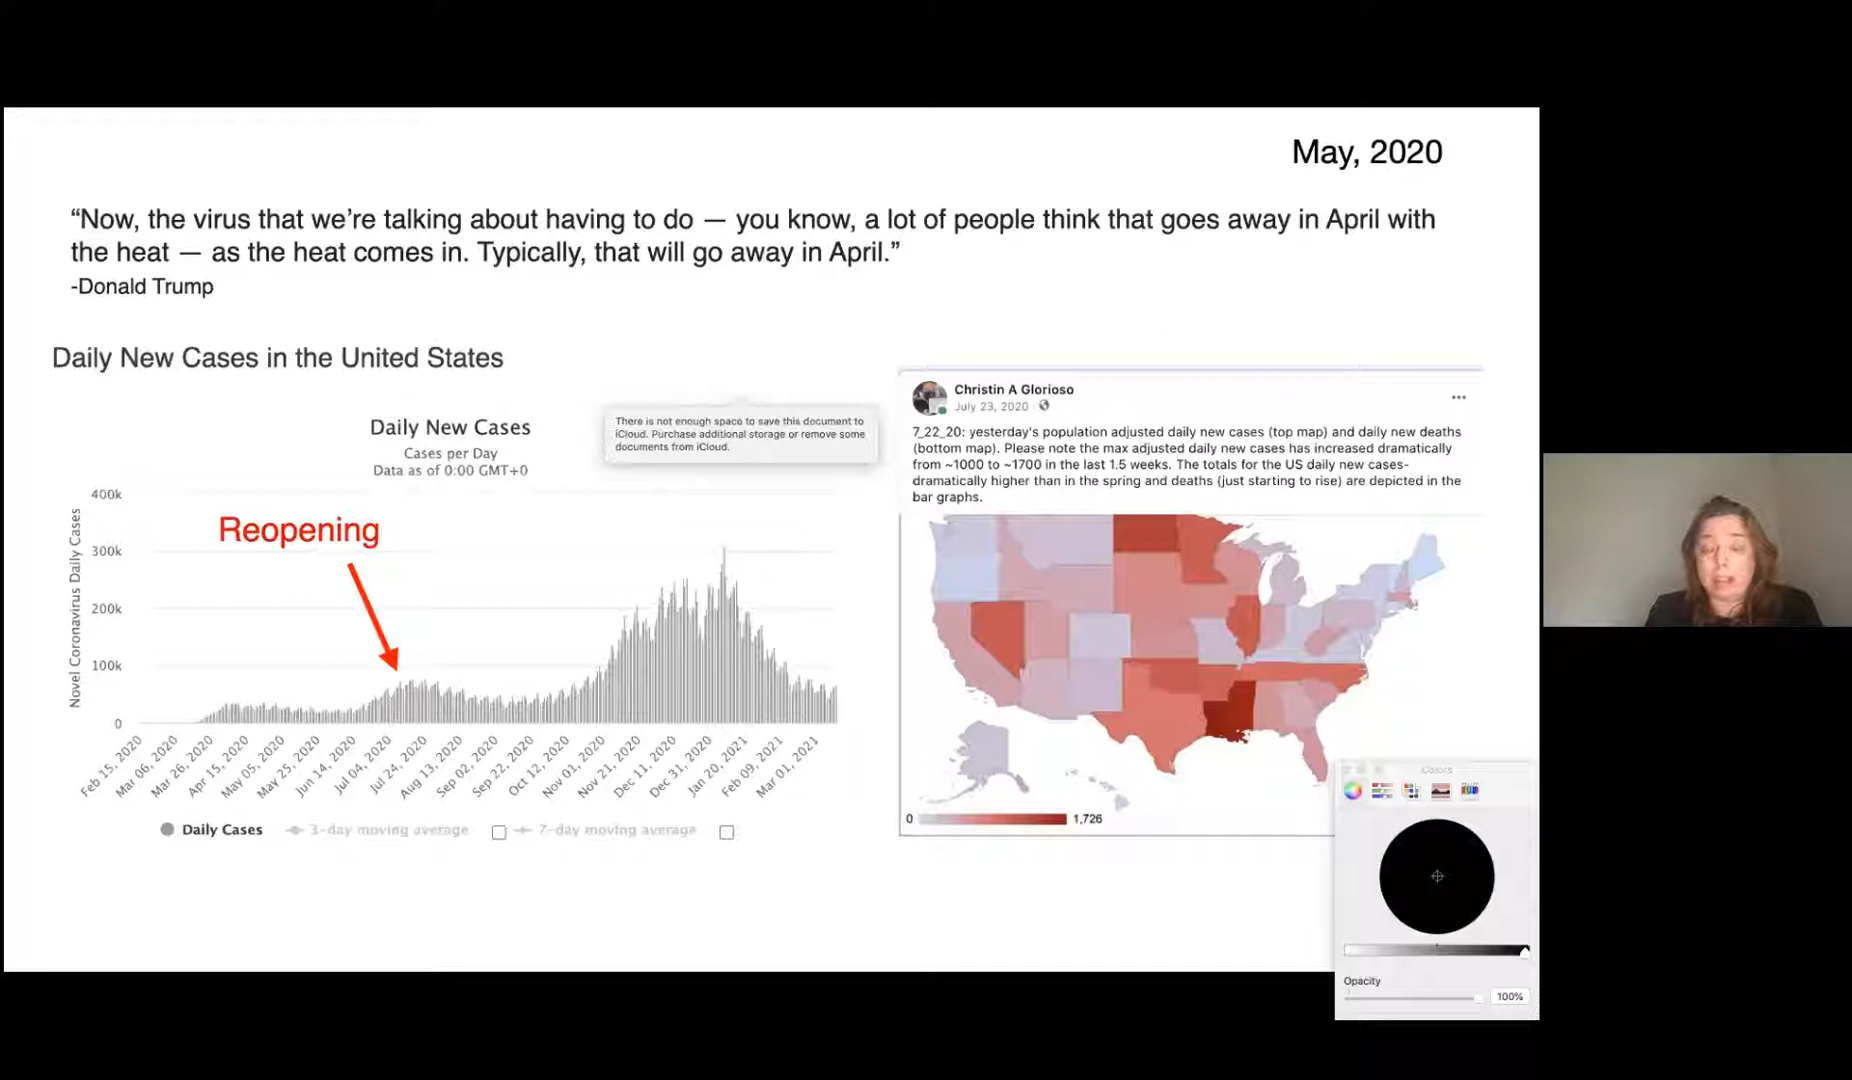 May, 2020
“Now, the virus that we’re talking about having to do — you know, a lot of people think that goes away in April with
the heat — as the heat comes in. Typically, that will go away in April.”
-Donald Trump
Daily New Cases in the United States
Daily New Cases
Cases per Day
Data as of 0:00 GMT+0
There is not enough space to save this document to
iCloud. Purchase additional storage or remove some
documents from iCloud.
Novel Coronavirus Daily Cases
400k
300k
200k
100k
0
Reopening
Feb 15, 2020
Mar 06, 2020
Mar 26, 2020
Apr 15, 2020
May 05, 2020
May 25, 2020
Jun 14, 2020
Jul 04, 2020
Jul 24, 2020
Aug 13, 2020
Sep 02, 2020
Sep 22, 2020
Oct 12, 2020
Nov 01, 2020
Nov 21, 2020
Dec 11, 2020
Dec 31, 2020
Jan 20, 2021
Feb 09, 2021
Mar 01, 2021
Daily Cases
3-day moving average
7-day moving average
Christin A Glorioso
July 23, 2020
7_22_20: yesterday's population adjusted daily new cases (top map) and daily new deaths
(bottom map). Please note the max adjusted daily new cases has increased dramatically
from ~1000 to ~1700 in the last 1.5 weeks. The totals for the US daily new cases-
dramatically higher than in the spring and deaths (just starting to rise) are depicted in the
bar graphs.
0
1,726
Colors
Opacity
100%